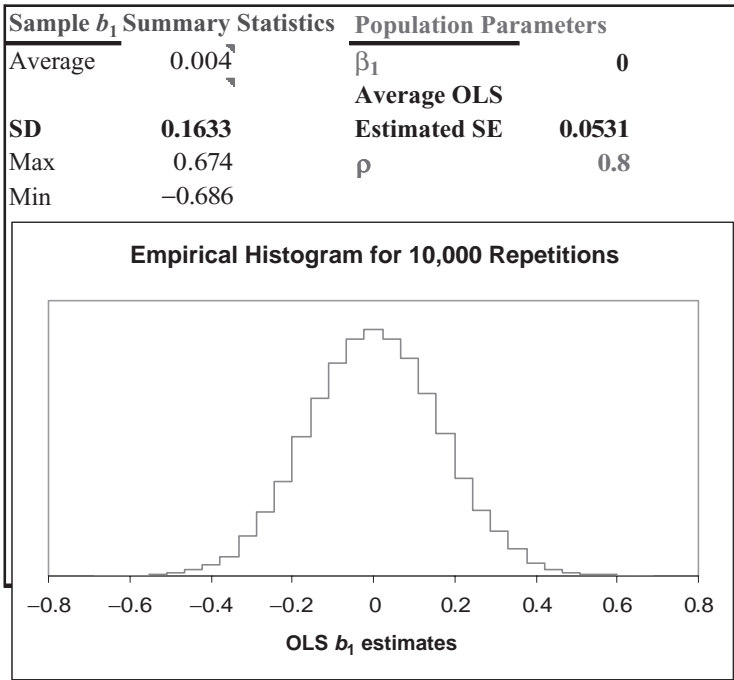 Sample b₁ Summary Statistics Population Parameters
Average 0.004 β₁ 0
Average OLS
SD 0.1633 Estimated SE 0.0531
Max 0.674 ρ 0.8
Min −0.686
Empirical Histogram for 10,000 Repetitions
−0.8 −0.6 −0.4 −0.2 0 0.2 0.4 0.6 0.8
OLS b₁ estimates